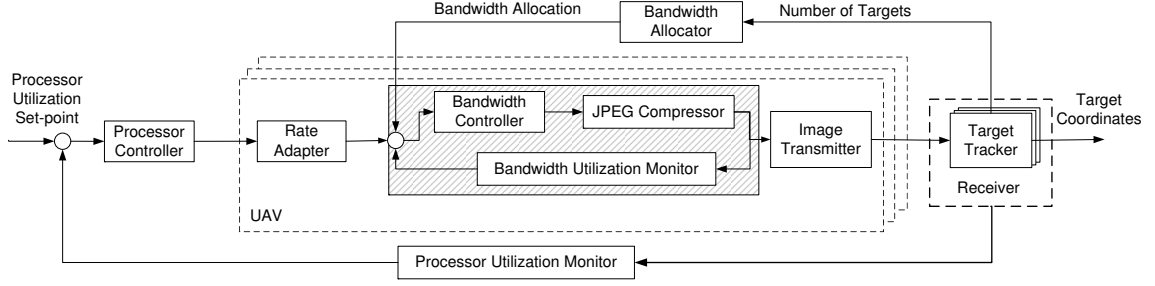 Bandwidth Allocation
Bandwidth
Allocator
Number of Targets
Processor
Utilization
Set-point
Processor
Controller
Rate
Adapter
Bandwidth
Controller
JPEG Compressor
Bandwidth Utilization Monitor
Image
Transmitter
Target
Tracker
Receiver
Target
Coordinates
UAV
Processor Utilization Monitor